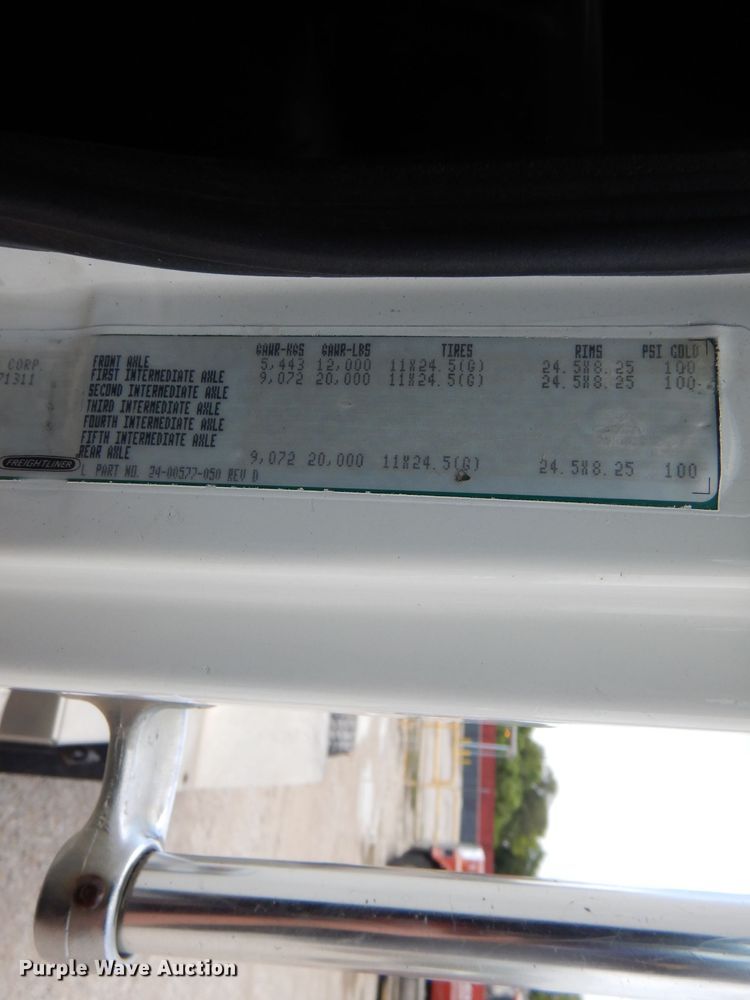 CORP.
71311
GAWR-KGS GAWR-LBS TIRES RIMS PSI COLD
FRONT AXLE 5,443 12,000 11X24.5(G) 24.5X8.25 100
FIRST INTERMEDIATE AXLE 9,072 20,000 11X24.5(G) 24.5X8.25 100
SECOND INTERMEDIATE AXLE
THIRD INTERMEDIATE AXLE
FOURTH INTERMEDIATE AXLE
FIFTH INTERMEDIATE AXLE
REAR AXLE 9,072 20,000 11X24.5(G) 24.5X8.25 100
FREIGHTLINER
L PART NO. 24-00577-050 REV D
Purple Wave Auction